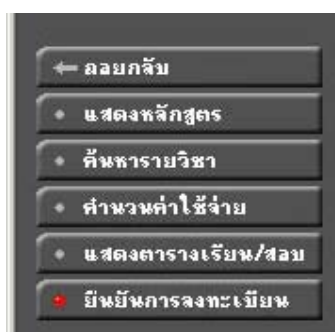 ถอยกลับ
แสดงหลักสูตร
ค้นหารายวิชา
คำนวนค่าใช้จ่าย
แสดงตารางเรียน/สอบ
ยืนยันการลงทะเบียน